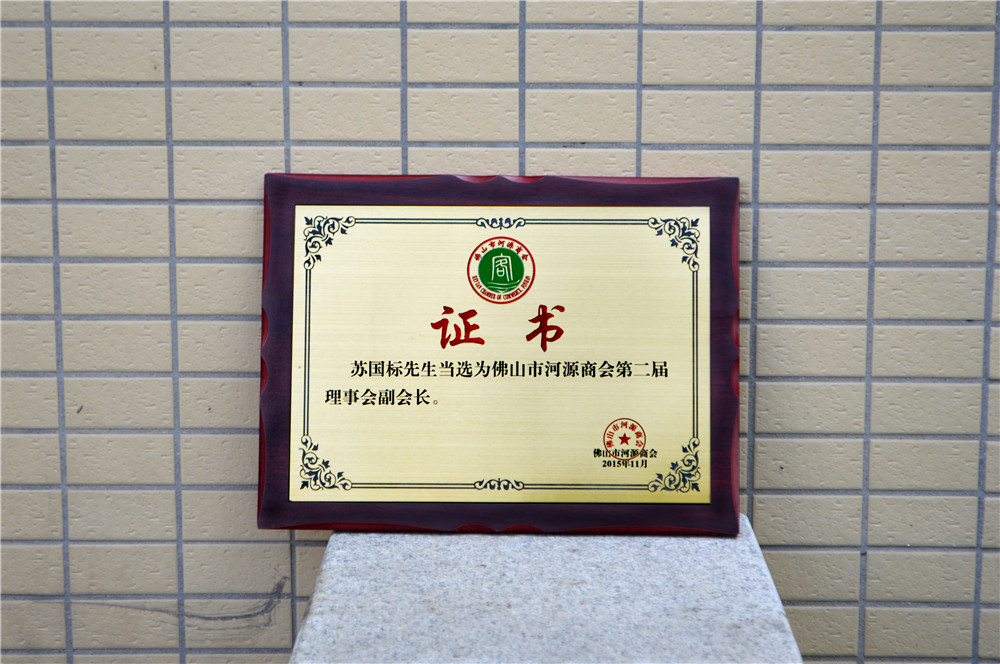 佛山市河源商会
客
证 书
苏国标先生当选为佛山市河源商会第二届
理事会副会长。
佛山市河源商会
佛山市河源商会
2015年11月